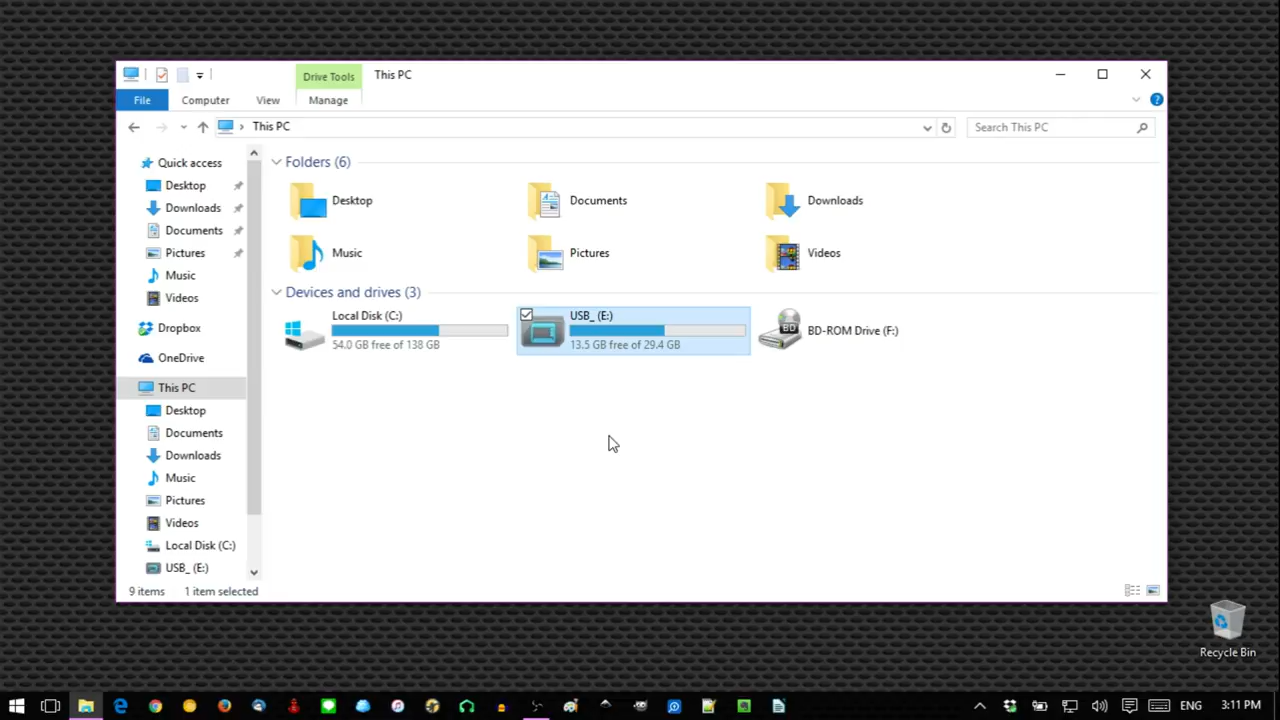 Drive Tools
This PC
File
Computer
View
Manage
This PC
Search This PC
Quick access
Desktop
Downloads
Documents
Pictures
Music
Videos
Dropbox
OneDrive
This PC
Desktop
Documents
Downloads
Music
Pictures
Videos
Local Disk (C:)
USB_ (E:)
Folders (6)
Desktop
Documents
Downloads
Music
Pictures
Videos
Devices and drives (3)
Local Disk (C:)
54.0 GB free of 138 GB
USB_ (E:)
13.5 GB free of 29.4 GB
BD
BD-ROM Drive (F:)
9 items
1 item selected
Recycle Bin
ENG
3:11 PM